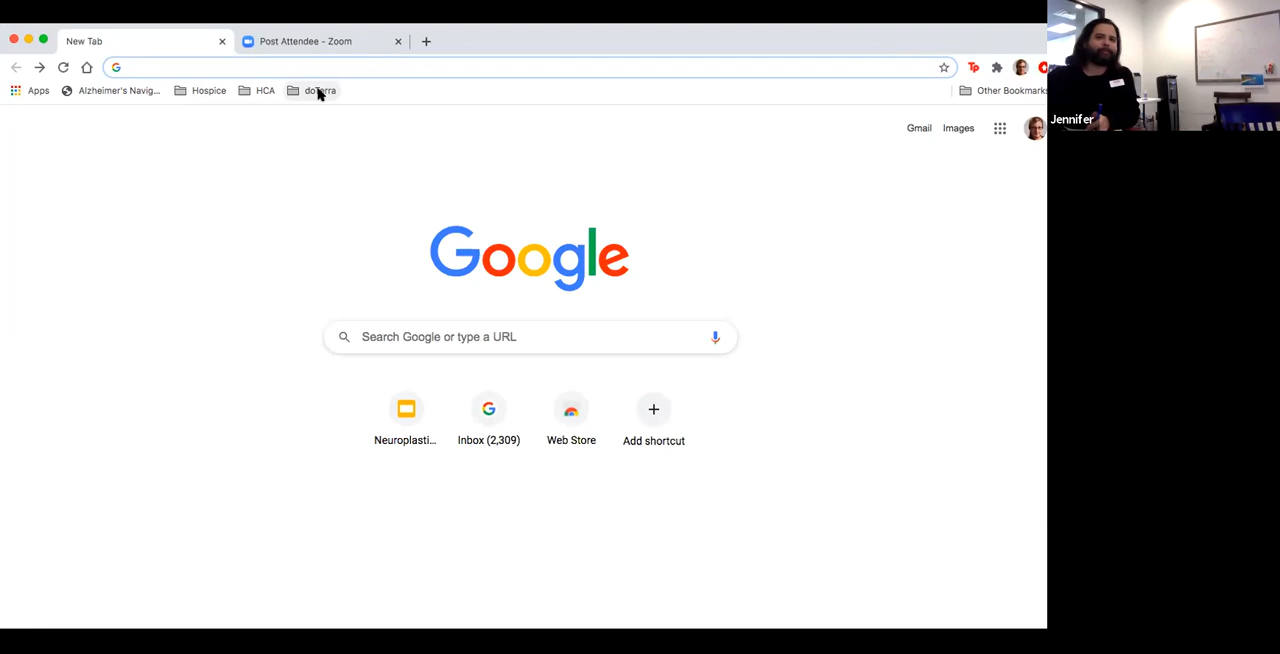 New Tab
Post Attendee - Zoom
Apps
Alzheimer's Navig...
Hospice
HCA
doTerra
Other Bookmarks
Gmail
Images
Jennifer
Google
Search Google or type a URL
Neuroplasti...
Inbox (2,309)
Web Store
Add shortcut